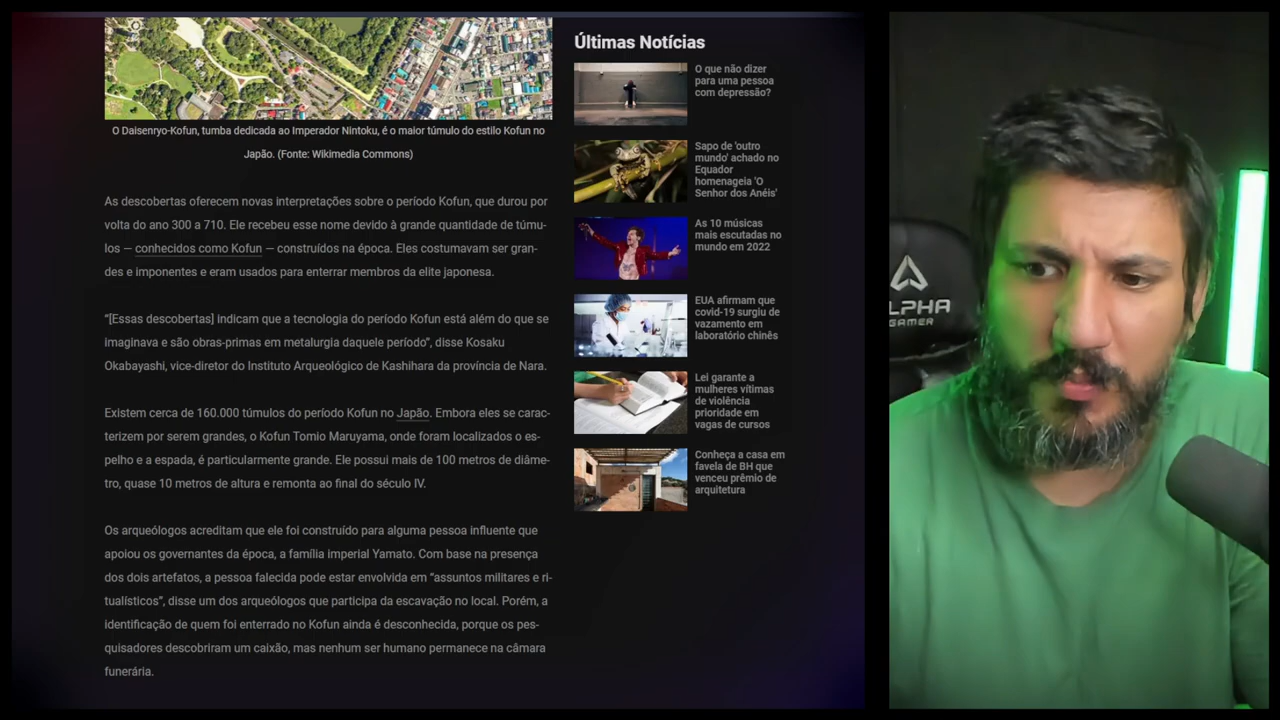 O Daisenryo-Kofun, tumba dedicada ao Imperador Nintoku, é o maior túmulo do estilo Kofun no
Japão. (Fonte: Wikimedia Commons)
As descobertas oferecem novas interpretações sobre o período Kofun, que durou por
volta do ano 300 a 710. Ele recebeu esse nome devido à grande quantidade de túmu-
los — conhecidos como Kofun — construídos na época. Eles costumavam ser gran-
des e imponentes e eram usados para enterrar membros da elite japonesa.
“[Essas descobertas] indicam que a tecnologia do período Kofun está além do que se
imaginava e são obras-primas em metalurgia daquele período”, disse Kosaku
Okabayashi, vice-diretor do Instituto Arqueológico de Kashihara da província de Nara.
Existem cerca de 160.000 túmulos do período Kofun no Japão. Embora eles se carac-
terizem por serem grandes, o Kofun Tomio Maruyama, onde foram localizados o es-
pelho e a espada, é particularmente grande. Ele possui mais de 100 metros de diâme-
tro, quase 10 metros de altura e remonta ao final do século IV.
Os arqueólogos acreditam que ele foi construído para alguma pessoa influente que
apoiou os governantes da época, a família imperial Yamato. Com base na presença
dos dois artefatos, a pessoa falecida pode estar envolvida em “assuntos militares e ri-
tualísticos”, disse um dos arqueólogos que participa da escavação no local. Porém, a
identificação de quem foi enterrado no Kofun ainda é desconhecida, porque os pes-
quisadores descobriram um caixão, mas nenhum ser humano permanece na câmara
funerária.
Últimas Notícias
O que não dizer
para uma pessoa
com depressão?
Sapo de 'outro
mundo' achado no
Equador
homenageia 'O
Senhor dos Anéis'
As 10 músicas
mais escutadas no
mundo em 2022
EUA afirmam que
covid-19 surgiu de
vazamento em
laboratório chinês
Lei garante a
mulheres vítimas
de violência
prioridade em
vagas de cursos
Conheça a casa em
favela de BH que
venceu prêmio de
arquitetura
LPHA
GAMER